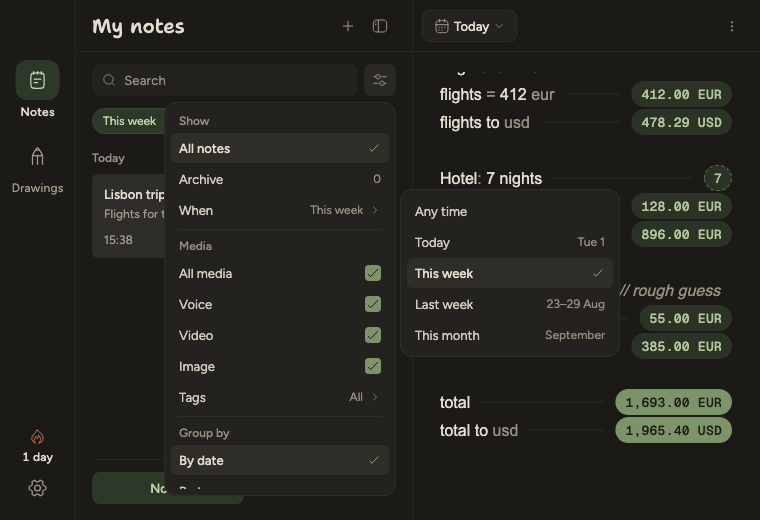 My notes
Today
Notes
Drawings
1 day
Search
This week
Today
Lisbon trip
Flights for t
15:38
Show
All notes
Archive 0
When This week
Media
All media
Voice
Video
Image
Tags All
Group by
By date
Any time
Today Tue 1
This week
Last week 23–29 Aug
This month September
flights = 412 eur 412.00 EUR
flights to usd 478.29 USD
Hotel: 7 nights 7
128.00 EUR
896.00 EUR
// rough guess
55.00 EUR
385.00 EUR
total 1,693.00 EUR
total to usd 1,965.40 USD